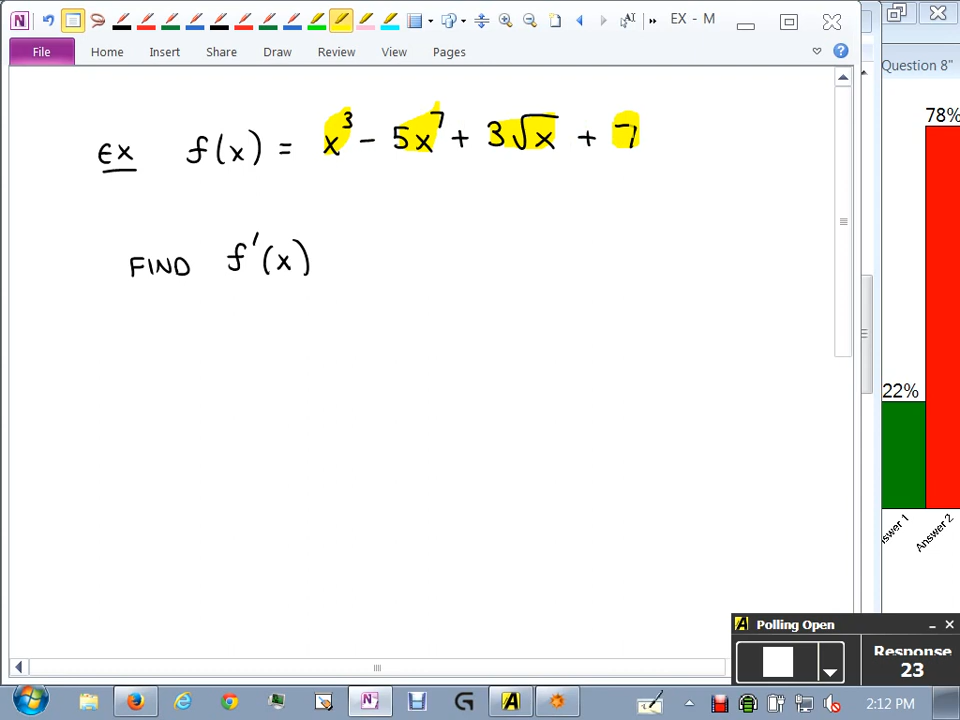 EX - M
Question 8"
File Home Insert Share Draw Review View Pages
78%
ex f(x) = x³ - 5x⁷ + 3√x + 7
FIND f'(x)
22%
Answer 2
Polling Open
Response
23
2:12 PM